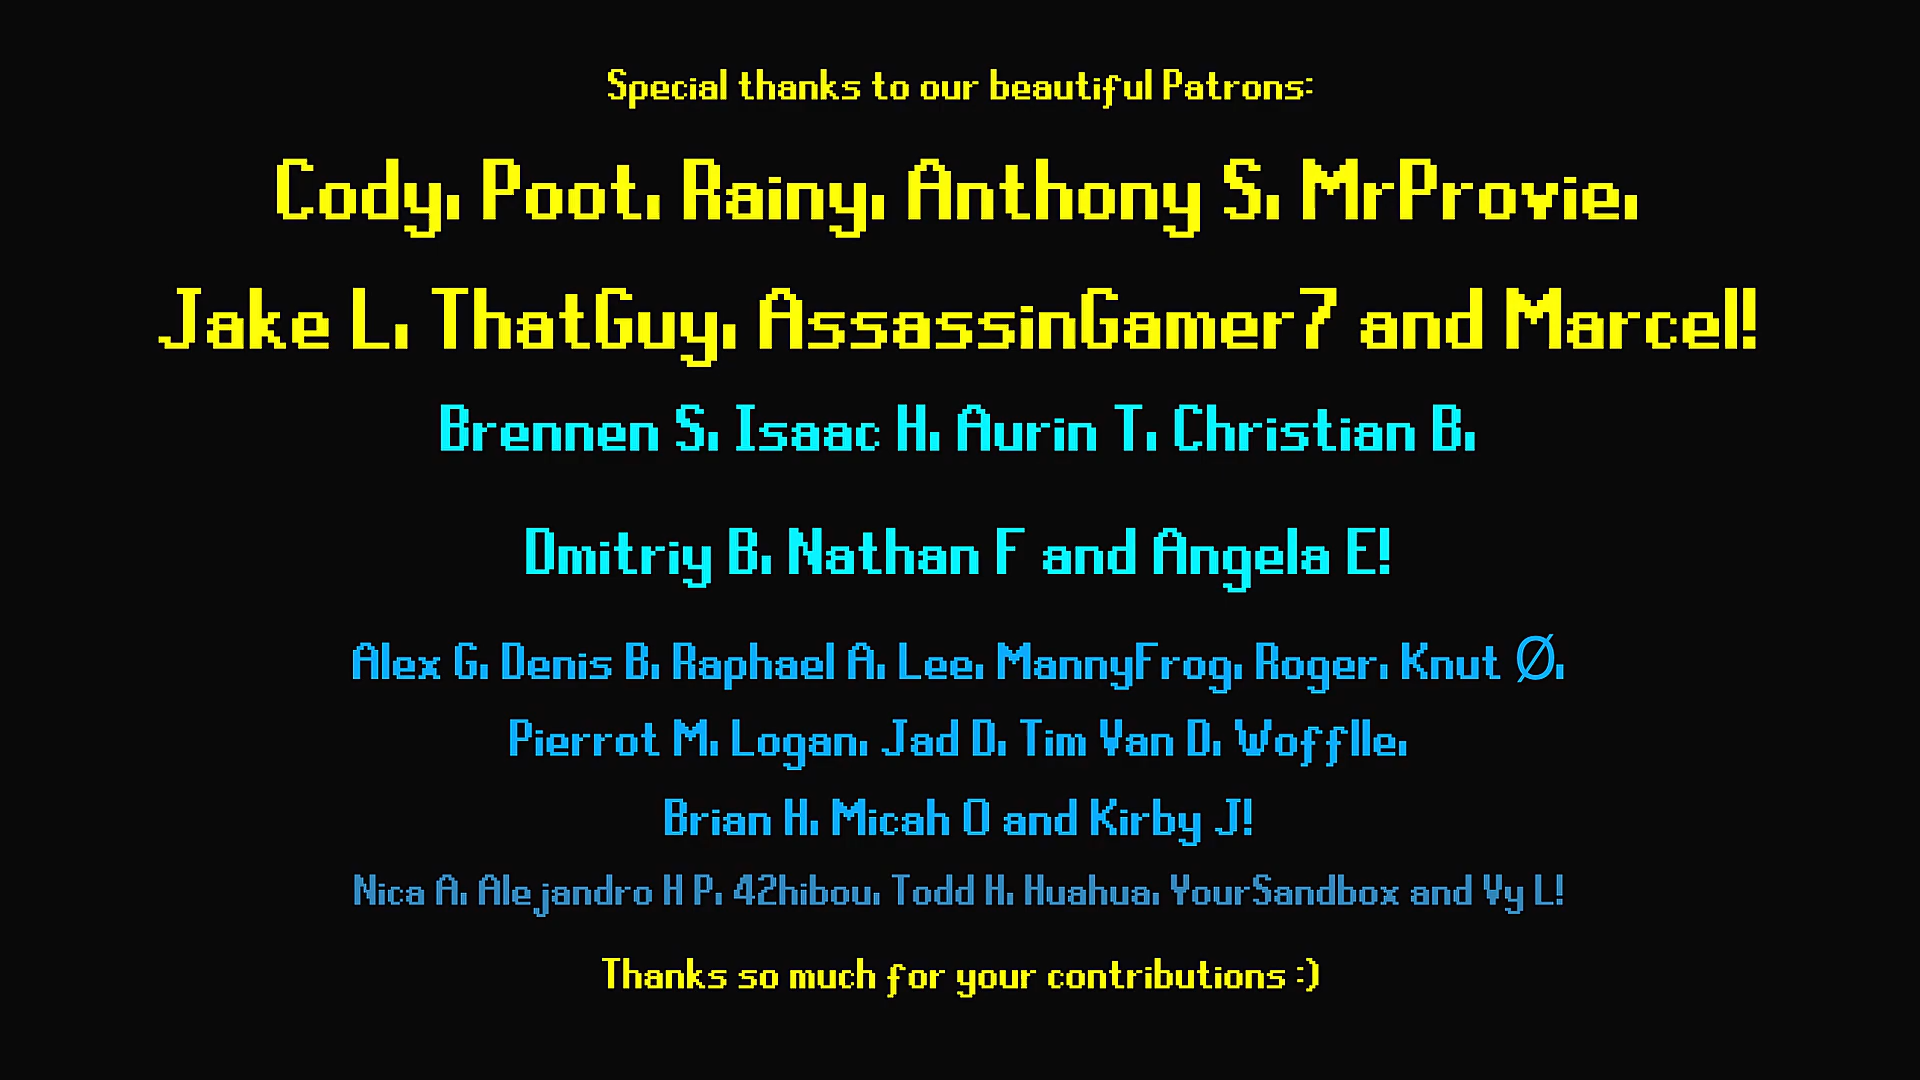 Special thanks to our beautiful Patrons:
Cody, Poot, Rainy, Anthony S, MrProvie,
Jake L, ThatGuy, AssassinGamer7 and Marcel!
Brennen S, Isaac H, Aurin T, Christian B,
Dmitriy B, Nathan F and Angela E!
Alex G, Denis B, Raphael A, Lee, MannyFrog, Roger, Knut Ø,
Pierrot M, Logan, Jad D, Tim Van D, Wofflle,
Brian H, Micah O and Kirby J!
Nica A, Alejandro H P, 42hibou, Todd H, Huahua, YourSandbox and Vy L!
Thanks so much for your contributions :)